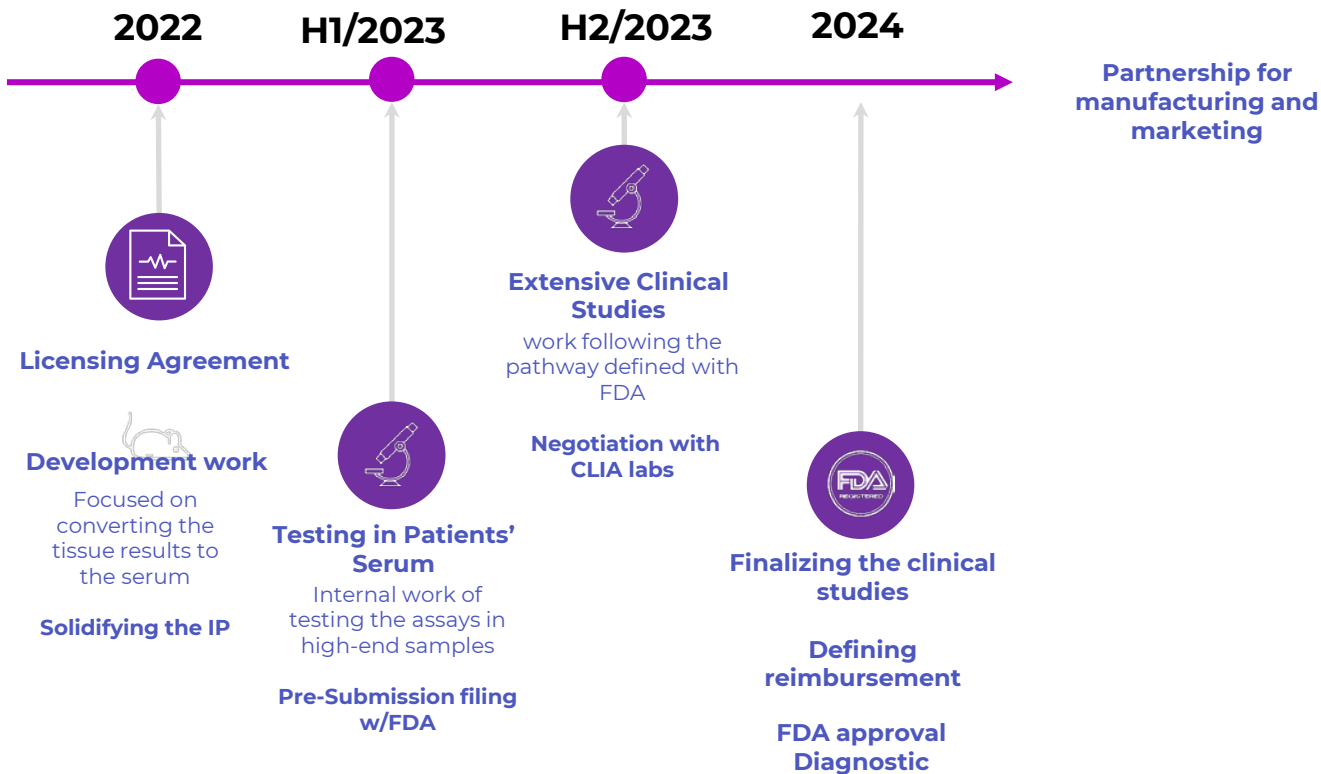 2022
H1/2023
H2/2023
2024
Partnership for
manufacturing and
marketing
Licensing Agreement
Development work
Focused on
converting the
tissue results to
the serum
Solidifying the IP
Testing in Patients’
Serum
Internal work of
testing the assays in
high-end samples
Pre-Submission filing
w/FDA
Extensive Clinical
Studies
work following the
pathway defined with
FDA
Negotiation with
CLIA labs
FDA
REGISTERED
Finalizing the clinical
studies
Defining
reimbursement
FDA approval
Diagnostic